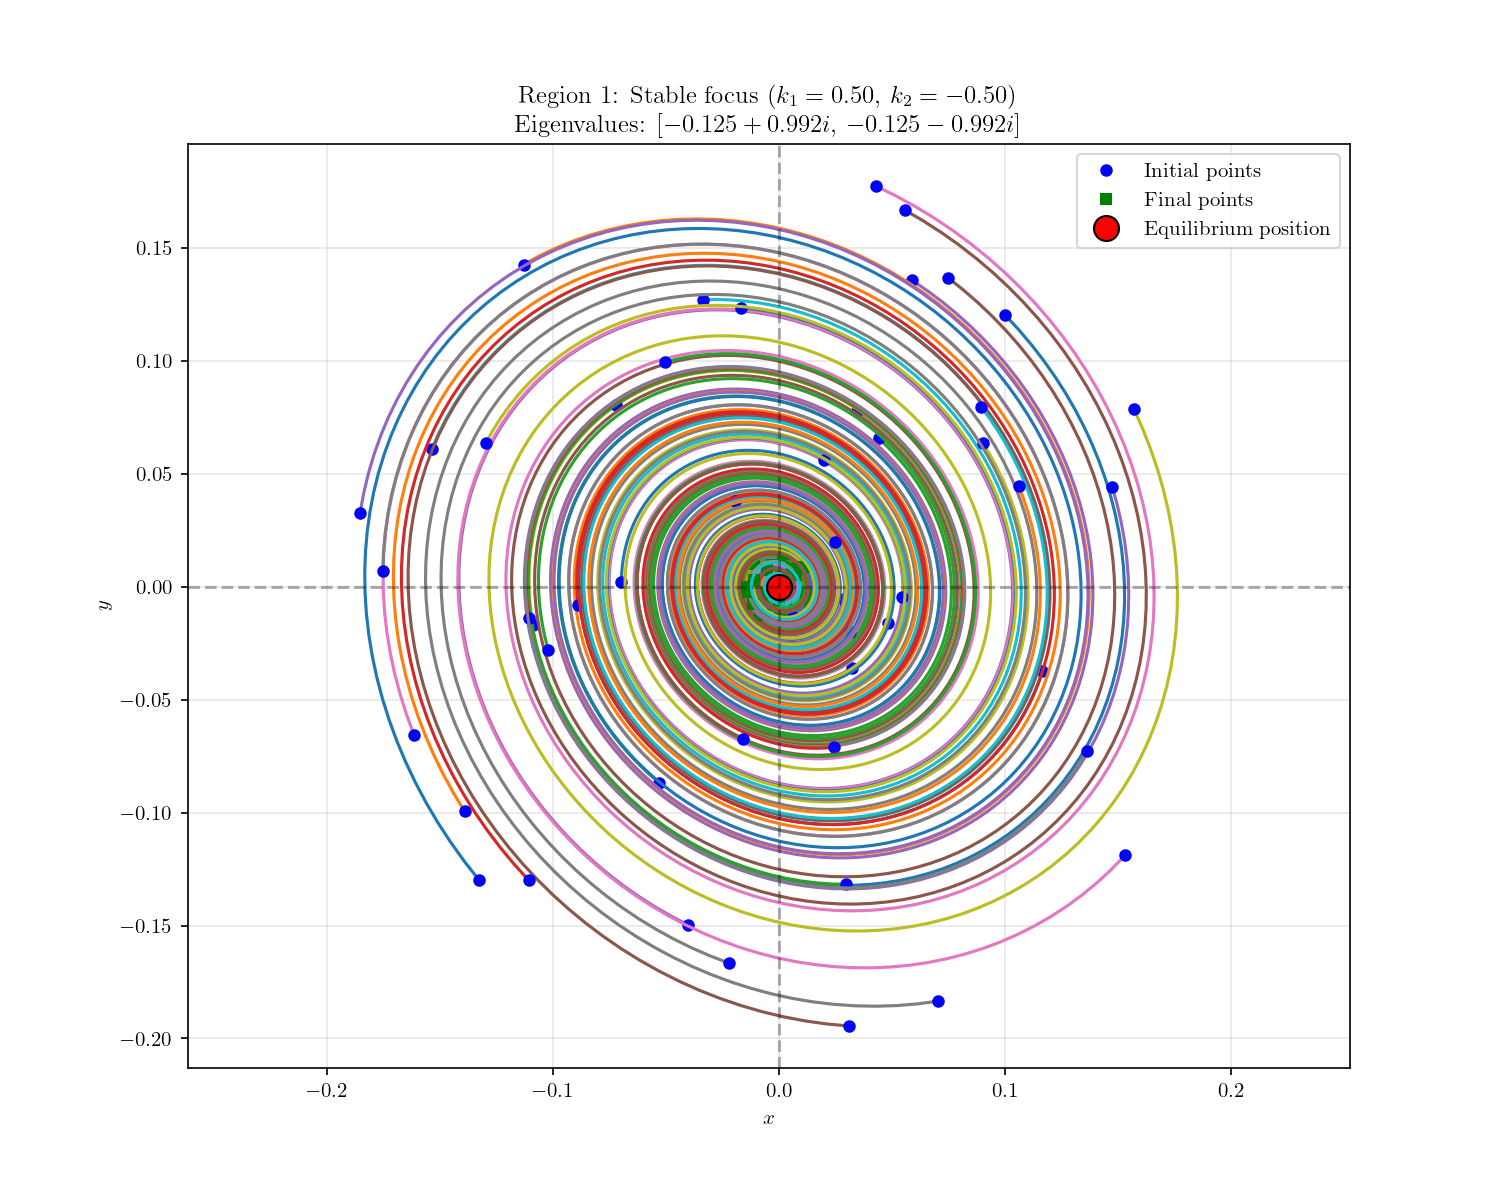 Region 1: Stable focus (k₁ = 0.50, k₂ = −0.50)
Eigenvalues: [−0.125 + 0.992i, −0.125 − 0.992i]
Initial points
Final points
Equilibrium position
0.15
0.10
0.05
0.00
−0.05
−0.10
−0.15
−0.20
y
−0.2
−0.1
0.0
0.1
0.2
x